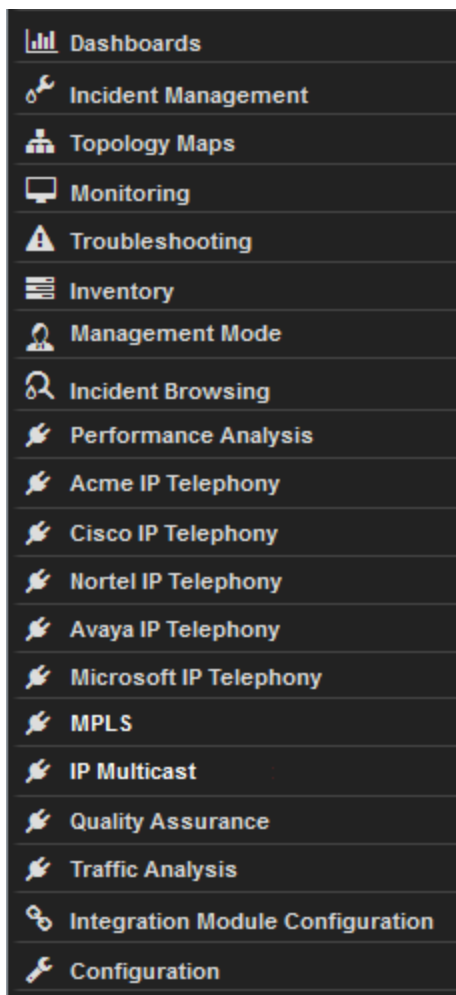 Dashboards
Incident Management
Topology Maps
Monitoring
Troubleshooting
Inventory
Management Mode
Incident Browsing
Performance Analysis
Acme IP Telephony
Cisco IP Telephony
Nortel IP Telephony
Avaya IP Telephony
Microsoft IP Telephony
MPLS
IP Multicast
Quality Assurance
Traffic Analysis
Integration Module Configuration
Configuration